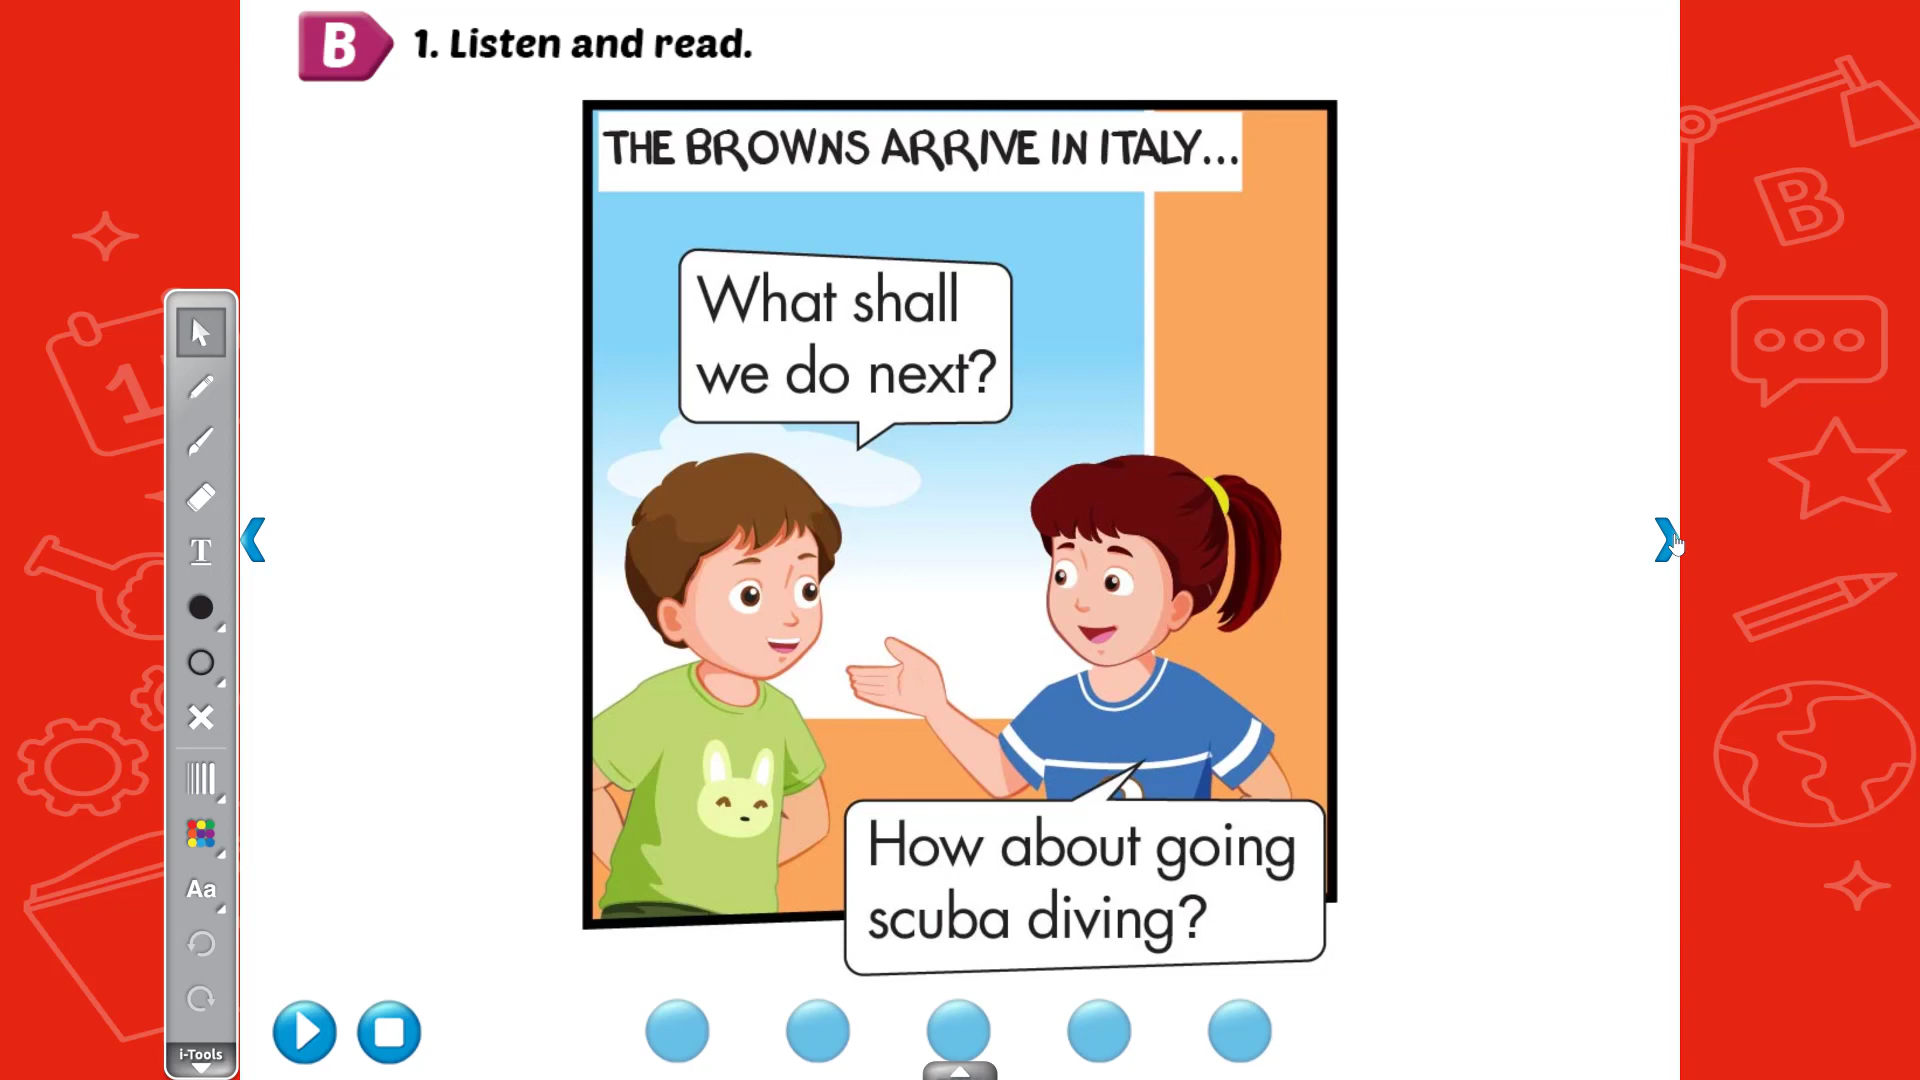 B 1. Listen and read.
THE BROWNS ARRIVE IN ITALY...
What shall
we do next?
How about going
scuba diving?
1
B
T
Aa
i-Tools